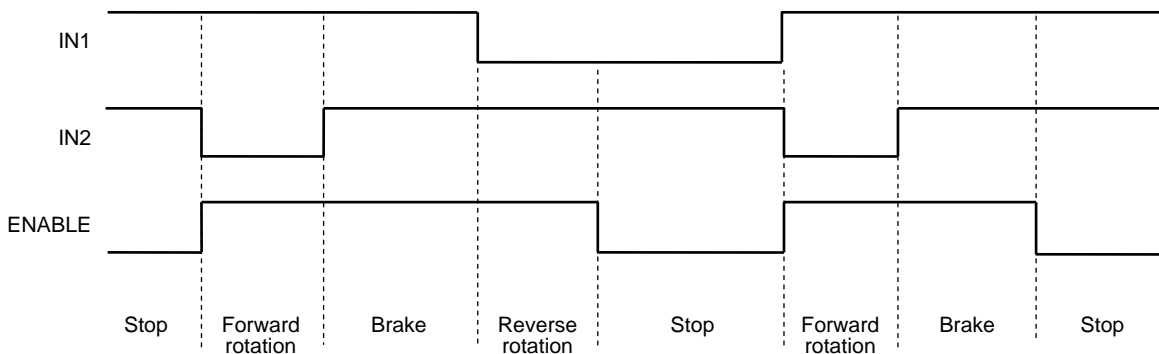 IN1
IN2
ENABLE
Stop
Forward
rotation
Brake
Reverse
rotation
Stop
Forward
rotation
Brake
Stop